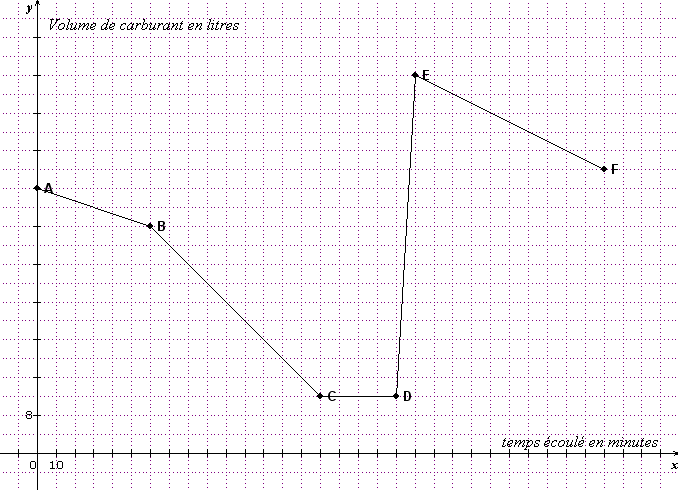 y
Volume de carburant en litres
E
F
A
B
C
D
8
temps écoulé en minutes
0 10
x